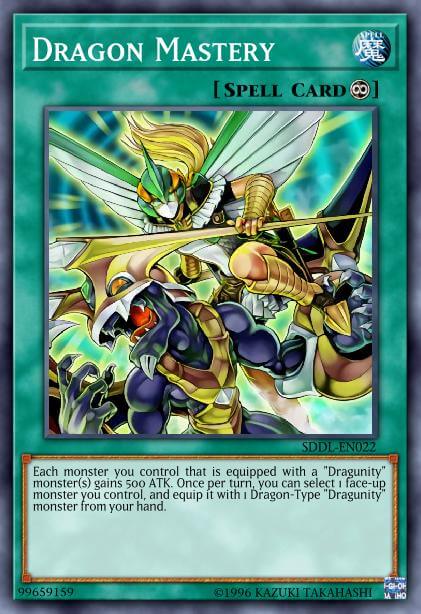 Dragon Mastery
SPELL
魔
[Spell Card]
SDDL-EN022
Each monster you control that is equipped with a "Dragunity"
monster(s) gains 500 ATK. Once per turn, you can select 1 face-up
monster you control, and equip it with 1 Dragon-Type "Dragunity"
monster from your hand.
99659159
©1996 KAZUKI TAKAHASHI